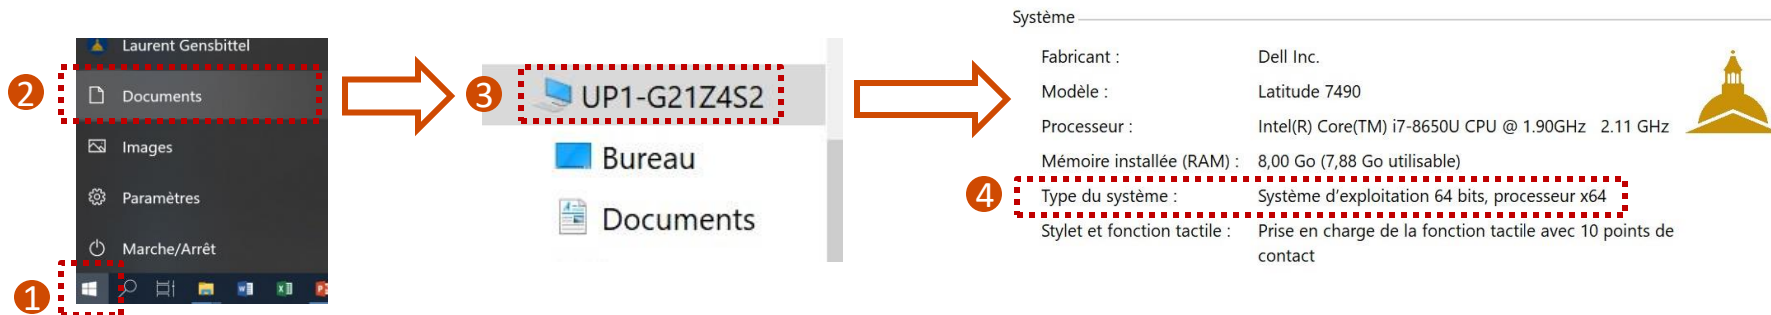 Laurent Gensbittel
2
Documents
Images
Paramètres
Marche/Arrêt
1
3
UP1-G21Z4S2
Bureau
Documents
Système
Fabricant : Dell Inc.
Modèle : Latitude 7490
Processeur : Intel(R) Core(TM) i7-8650U CPU @ 1.90GHz 2.11 GHz
Mémoire installée (RAM) : 8,00 Go (7,88 Go utilisable)
4
Type du système : Système d'exploitation 64 bits, processeur x64
Stylet et fonction tactile : Prise en charge de la fonction tactile avec 10 points de
contact